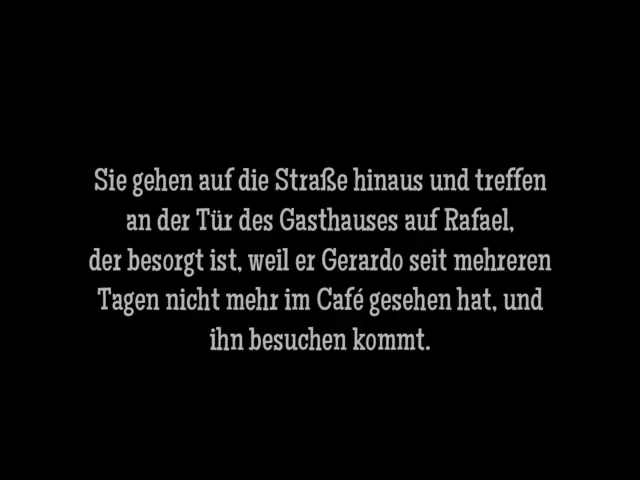 Sie gehen auf die Straße hinaus und treffen
an der Tür des Gasthauses auf Rafael,
der besorgt ist, weil er Gerardo seit mehreren
Tagen nicht mehr im Café gesehen hat, und
ihn besuchen kommt.